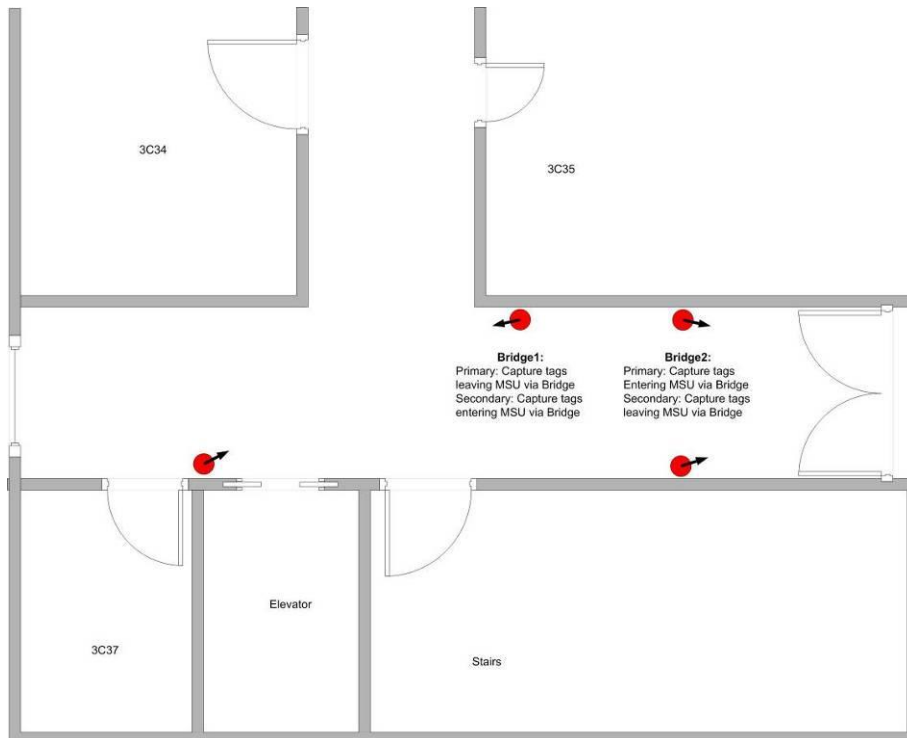 3C34
3C35
Bridge1:
Primary: Capture tags
leaving MSU via Bridge
Secondary: Capture tags
entering MSU via Bridge
Bridge2:
Primary: Capture tags
Entering MSU via Bridge
Secondary: Capture tags
leaving MSU via Bridge
Elevator
3C37
Stairs